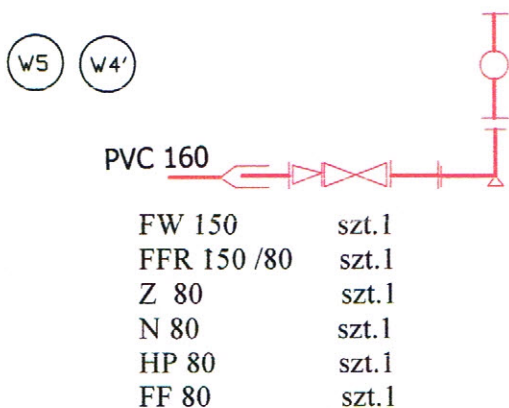 W5 W4'
PVC 160
FW 150 szt.1
FFR 150 /80 szt.1
Z 80 szt.1
N 80 szt.1
HP 80 szt.1
FF 80 szt.1